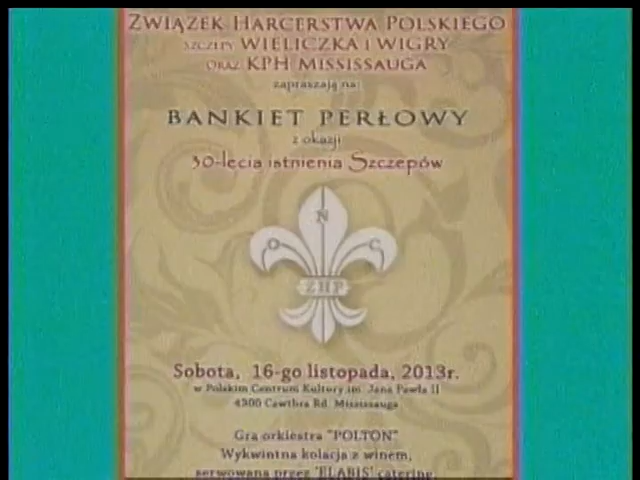 ZWIĄZEK HARCERSTWA POLSKIEGO
SZCZEPY WIELICZKA I WIGRY
ORAZ KPH MISSISSAUGA
zapraszają na:
BANKIET PERŁOWY
z okazji
30-lecia istnienia Szczepów
N
O C
ZHP
Sobota, 16-go listopada, 2013r.
w Polskim Centrum Kultury im. Jana Pawła II
4300 Cawthra Rd. Mississauga
Gra orkiestra "POLTON"
Wykwintna kolacja z winem,
serwowana przez 'ELABIS' catering.